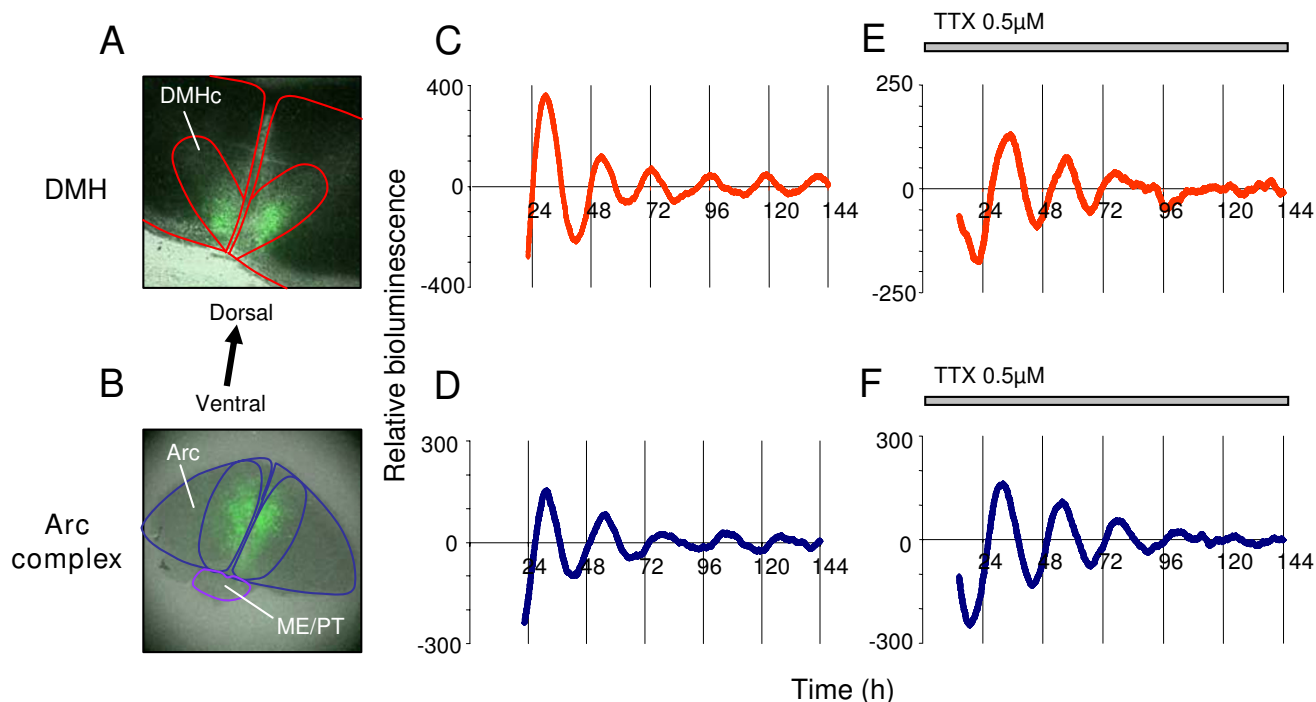 A
DMHc
DMH
Dorsal
Ventral
B
Arc
Arc
complex
ME/PT
Relative bioluminescence
C
400
0
-400
24 48 72 96 120 144
D
300
0
-300
24 48 72 96 120 144
E
TTX 0.5µM
250
0
-250
24 48 72 96 120 144
F
TTX 0.5µM
300
0
-300
24 48 72 96 120 144
Time (h)